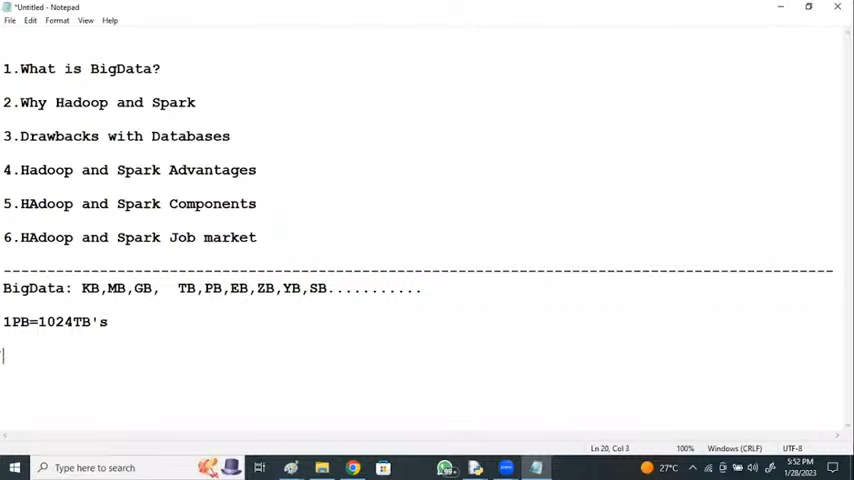 *Untitled - Notepad
File Edit Format View Help
1.What is BigData?
2.Why Hadoop and Spark
3.Drawbacks with Databases
4.Hadoop and Spark Advantages
5.HAdoop and Spark Components
6.HAdoop and Spark Job market
-----------------------------------------------------------------------------------------------
BigData: KB,MB,GB,  TB,PB,EB,ZB,YB,SB...........
1PB=1024TB's
Ln 20, Col 3 100% Windows (CRLF) UTF-8
Type here to search 99+ 27°C 5:52 PM
1/28/2023